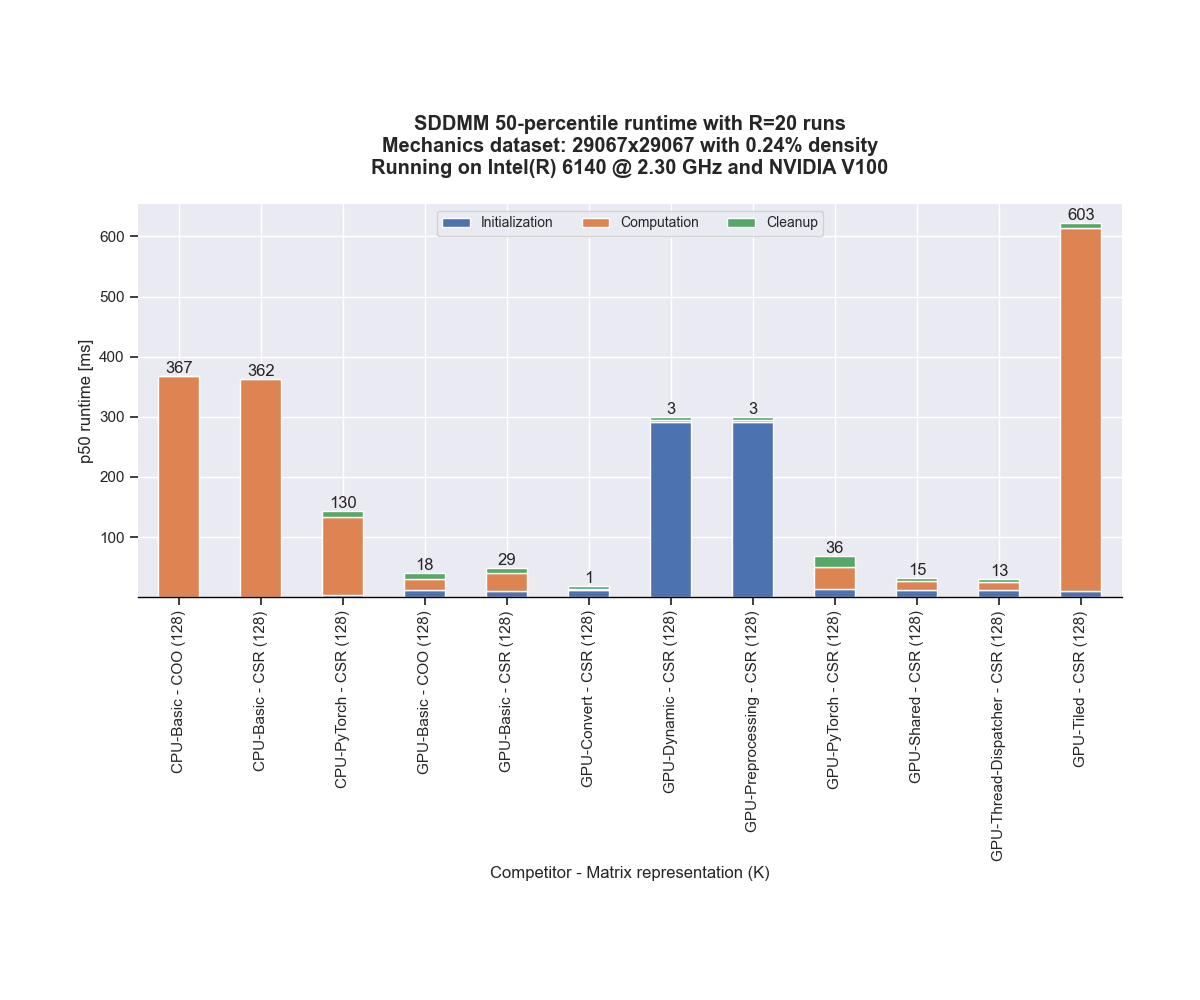 SDDMM 50-percentile runtime with R=20 runs
Mechanics dataset: 29067x29067 with 0.24% density
Running on Intel(R) 6140 @ 2.30 GHz and NVIDIA V100
Initialization
Computation
Cleanup
p50 runtime [ms]
600
500
400
300
200
100
367
362
130
18
29
1
3
3
36
15
13
603
CPU-Basic - COO (128)
CPU-Basic - CSR (128)
CPU-PyTorch - CSR (128)
GPU-Basic - COO (128)
GPU-Basic - CSR (128)
GPU-Convert - CSR (128)
GPU-Dynamic - CSR (128)
GPU-Preprocessing - CSR (128)
GPU-PyTorch - CSR (128)
GPU-Shared - CSR (128)
GPU-Thread-Dispatcher - CSR (128)
GPU-Tiled - CSR (128)
Competitor - Matrix representation (K)